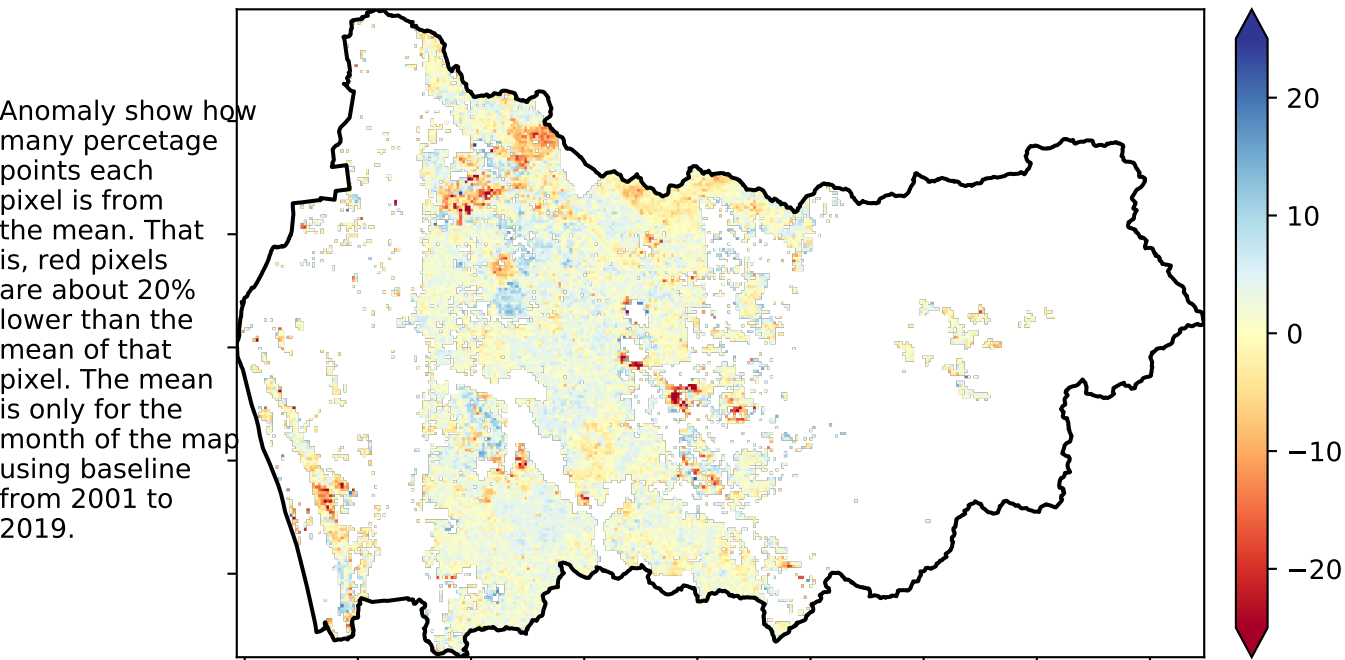 Anomaly show how
many percetage
points each
pixel is from
the mean. That
is, red pixels
are about 20%
lower than the
mean of that
pixel. The mean
is only for the
month of the map
using baseline
from 2001 to
2019.
20
10
0
−10
−20